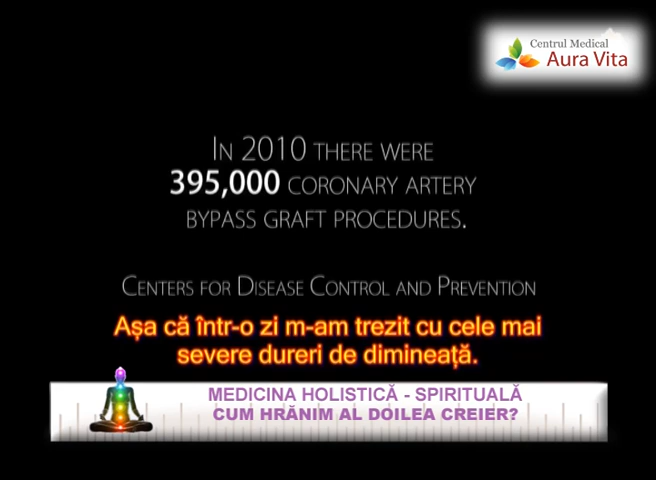 Centrul Medical
Aura Vita
IN 2010 THERE WERE
395,000 CORONARY ARTERY
BYPASS GRAFT PROCEDURES.
CENTERS FOR DISEASE CONTROL AND PREVENTION
Așa că într-o zi m-am trezit cu cele mai
severe dureri de dimineață.
MEDICINA HOLISTICĂ - SPIRITUALĂ
CUM HRĂNIM AL DOILEA CREIER?